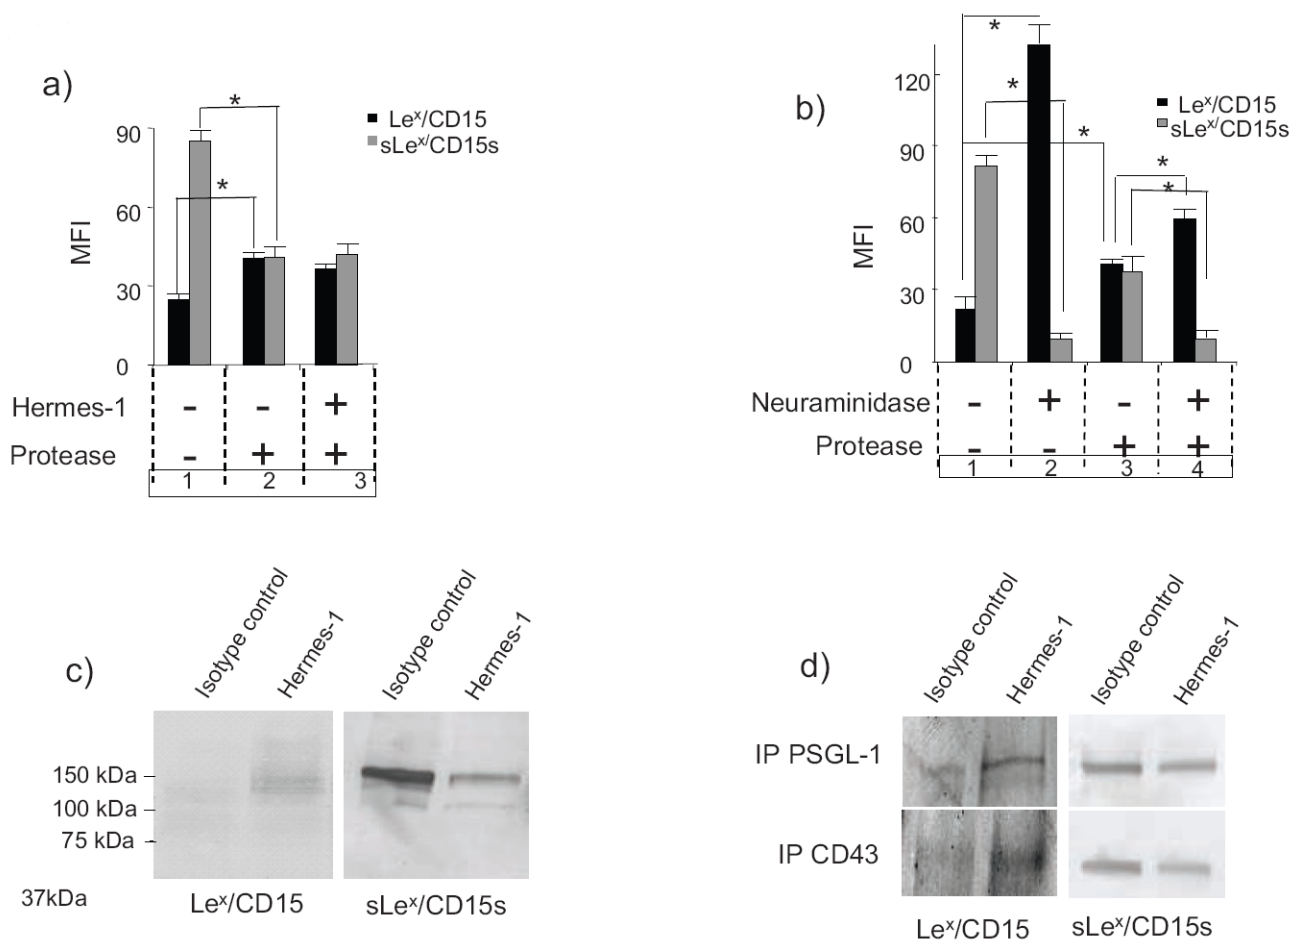 a)
*
*
90
60
30
0
MFI
Leˣ/CD15
sLeˣ/CD15s
Hermes-1 - - +
Protease - + +
1 2 3
b)
*
*
*
*
*
120
90
60
30
0
MFI
Leˣ/CD15
sLeˣ/CD15s
Neuraminidase - + - +
Protease - - + +
1 2 3 4
c)
Isotype control
Hermes-1
Isotype control
Hermes-1
150 kDa
100 kDa
75 kDa
37kDa
Leˣ/CD15
sLeˣ/CD15s
d)
Isotype control
Hermes-1
Isotype control
Hermes-1
IP PSGL-1
IP CD43
Leˣ/CD15
sLeˣ/CD15s